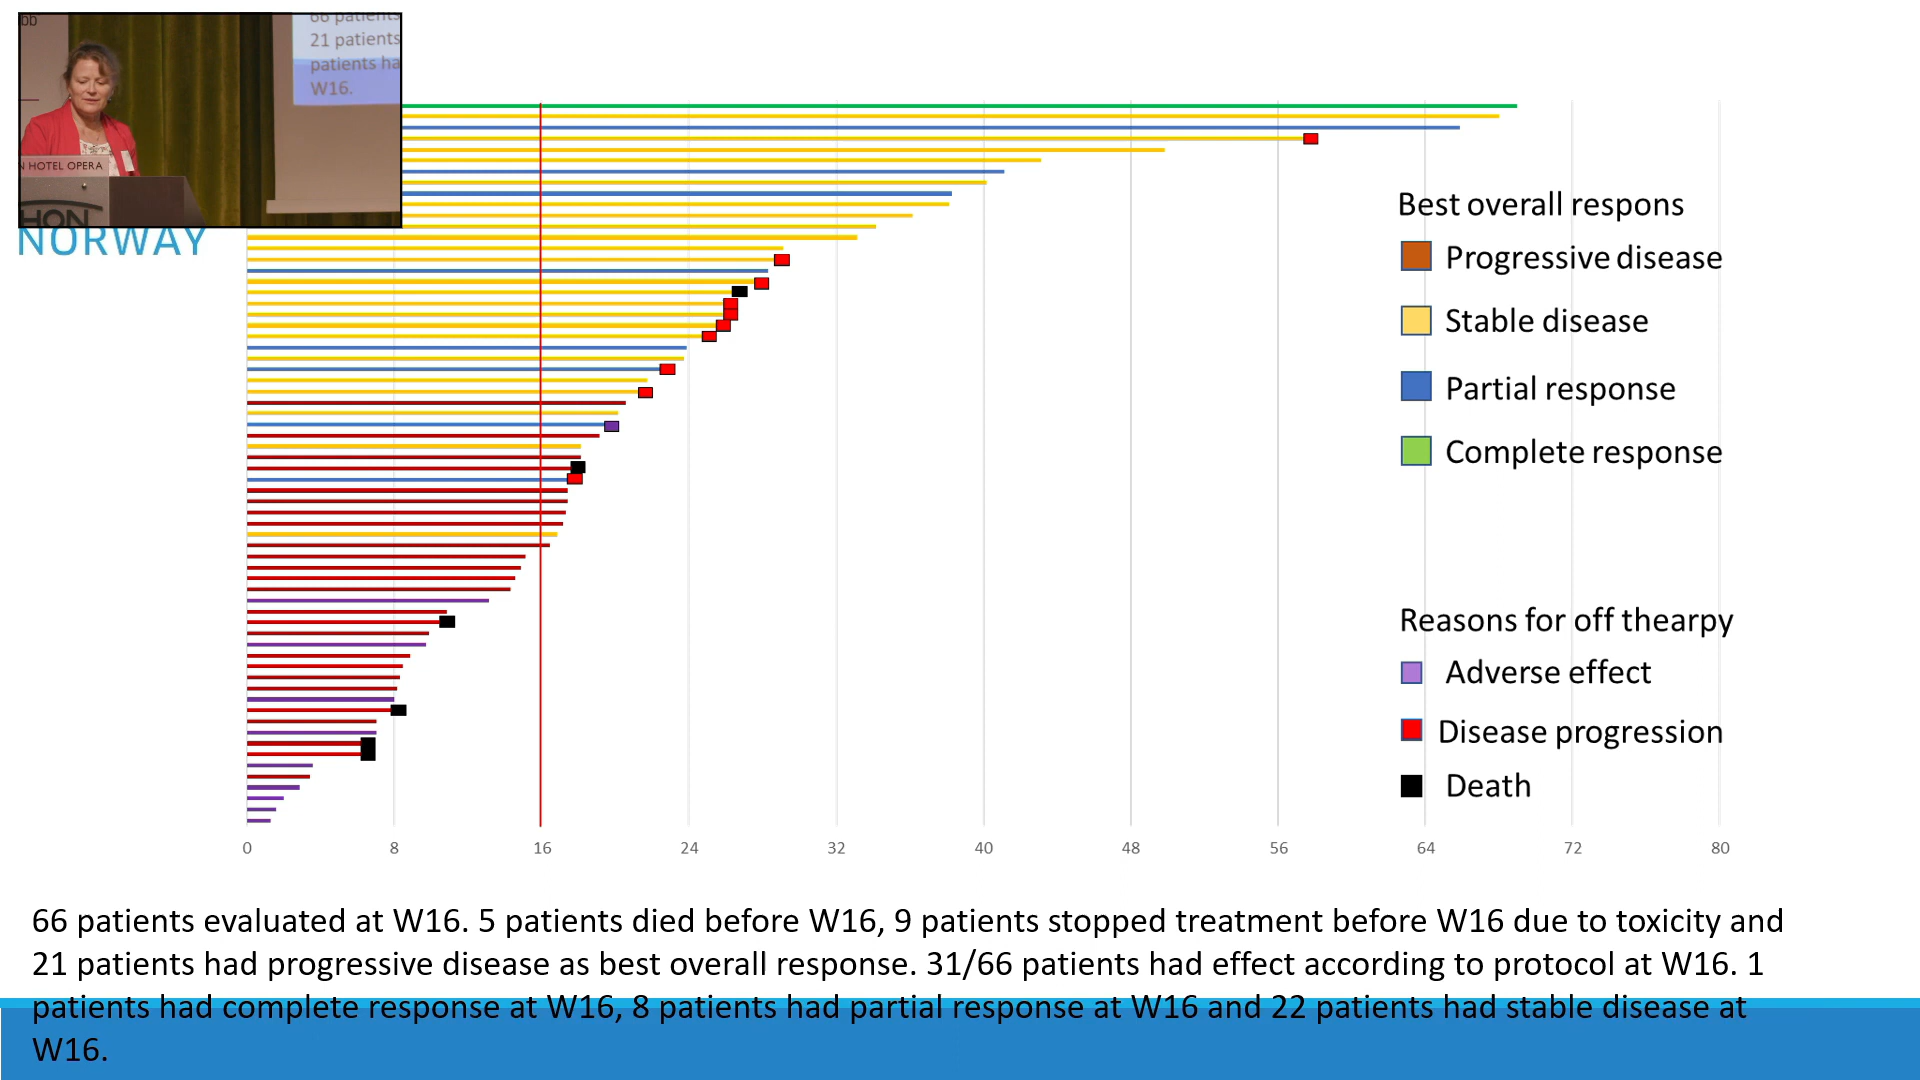 bb
66 patients
21 patients
patients ha
W16.
N HOTEL OPERA
HON
NORWAY
Best overall respons
Progressive disease
Stable disease
Partial response
Complete response
Reasons for off thearpy
Adverse effect
Disease progression
Death
0 8 16 24 32 40 48 56 64 72 80
66 patients evaluated at W16. 5 patients died before W16, 9 patients stopped treatment before W16 due to toxicity and
21 patients had progressive disease as best overall response. 31/66 patients had effect according to protocol at W16. 1
patients had complete response at W16, 8 patients had partial response at W16 and 22 patients had stable disease at
W16.